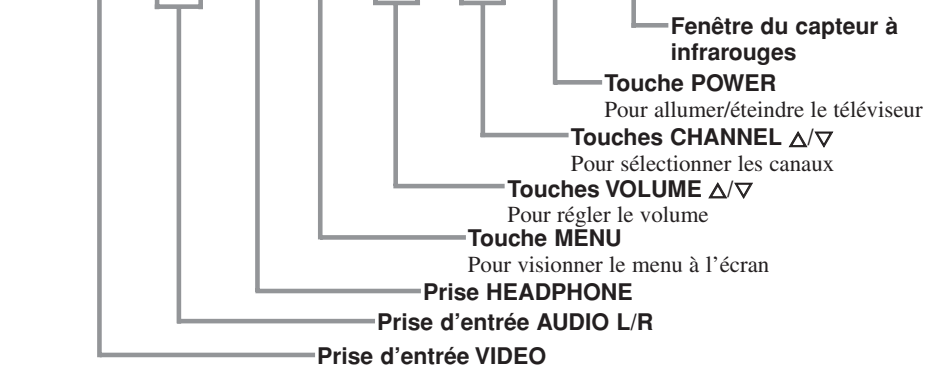 Fenêtre du capteur à
infrarouges
Touche POWER
Pour allumer/éteindre le téléviseur
Touches CHANNEL △/▽
Pour sélectionner les canaux
Touches VOLUME △/▽
Pour régler le volume
Touche MENU
Pour visionner le menu à l'écran
Prise HEADPHONE
Prise d'entrée AUDIO L/R
Prise d'entrée VIDEO